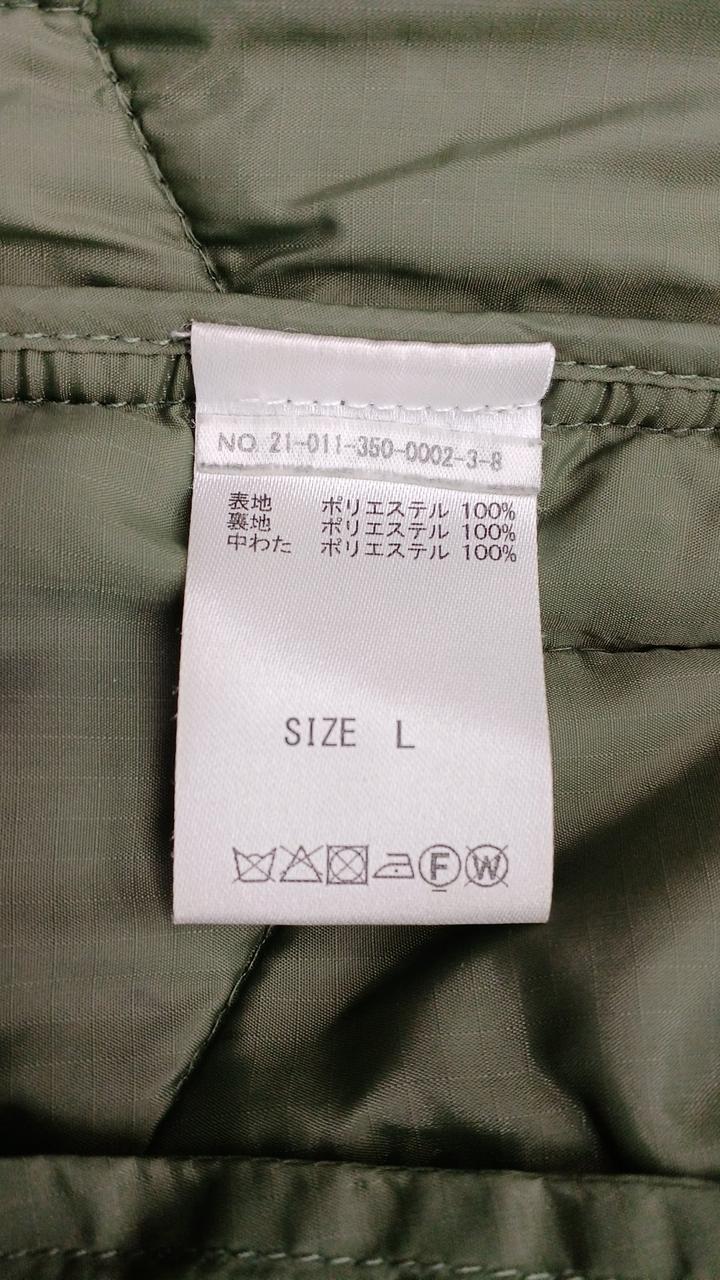 NO 21-011-350-0002-3-8
表地 ポリエステル 100%
裏地 ポリエステル 100%
中わた ポリエステル 100%
SIZE L
F W